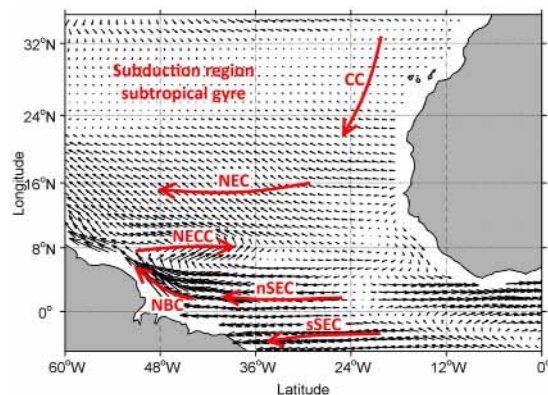 32°N
24°N
16°N
8°N
0°
Longitude
Subduction region
subtropical gyre
CC
NEC
NECC
NBC
nSEC
sSEC
60°W
48°W
36°W
24°W
12°W
0°
Latitude